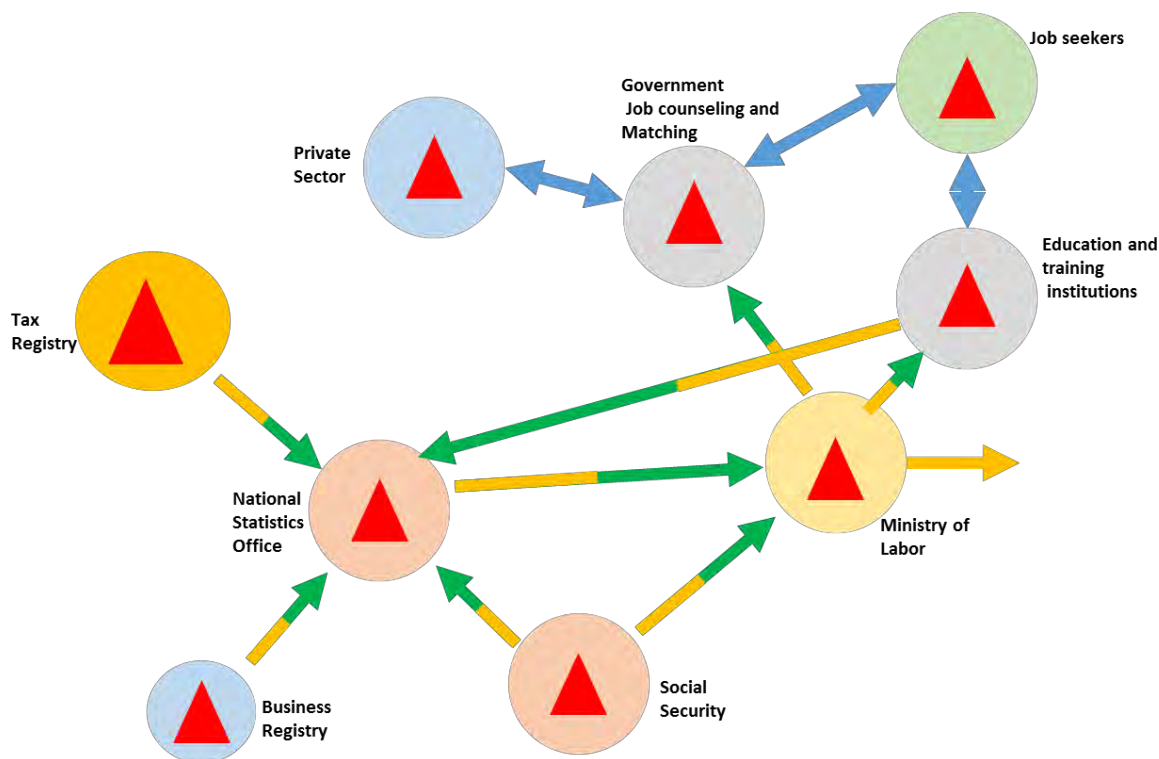 Job seekers
Government
Job counseling and
Matching
Private
Sector
Education and
training
institutions
Tax
Registry
National
Statistics
Office
Ministry of
Labor
Social
Security
Business
Registry